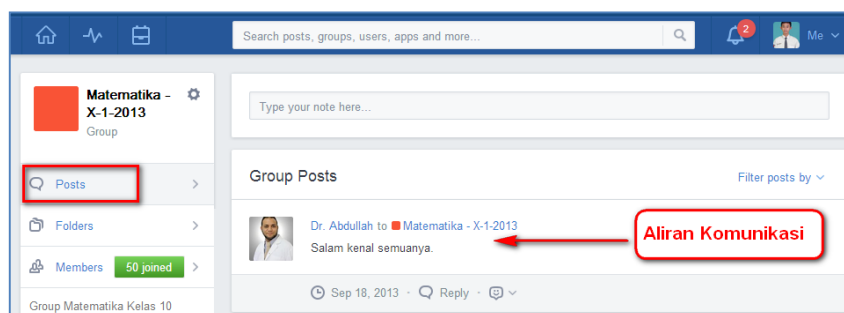 Search posts, groups, users, apps and more...
2
Me
Matematika -
X-1-2013
Group
Posts
Folders
Members
50 joined
Group Matematika Kelas 10
Type your note here...
Group Posts
Filter posts by
Dr. Abdullah to Matematika - X-1-2013
Salam kenal semuanya.
Aliran Komunikasi
Sep 18, 2013 · Reply ·